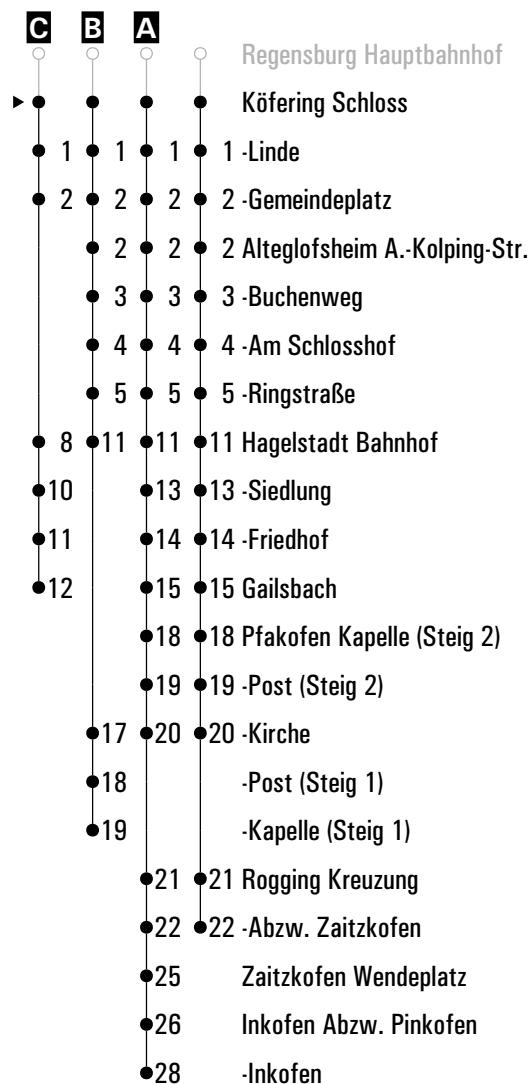 C B A
Regensburg Hauptbahnhof
Köfering Schloss
1 1 1 1 -Linde
2 2 2 2 -Gemeindeplatz
2 2 2 Alteglofsheim A.-Kolping-Str.
3 3 3 -Buchenweg
4 4 4 -Am Schlosshof
5 5 5 -Ringstraße
8 11 11 11 Hagelstadt Bahnhof
10 13 13 -Siedlung
11 14 14 -Friedhof
12 15 15 Gailsbach
18 18 Pfakofen Kapelle (Steig 2)
19 19 -Post (Steig 2)
17 20 20 -Kirche
18 -Post (Steig 1)
19 -Kapelle (Steig 1)
21 21 Rogging Kreuzung
22 22 -Abzw. Zaitzkofen
25 Zaitzkofen Wendeplatz
26 Inkofen Abzw. Pinkofen
28 -Inkofen